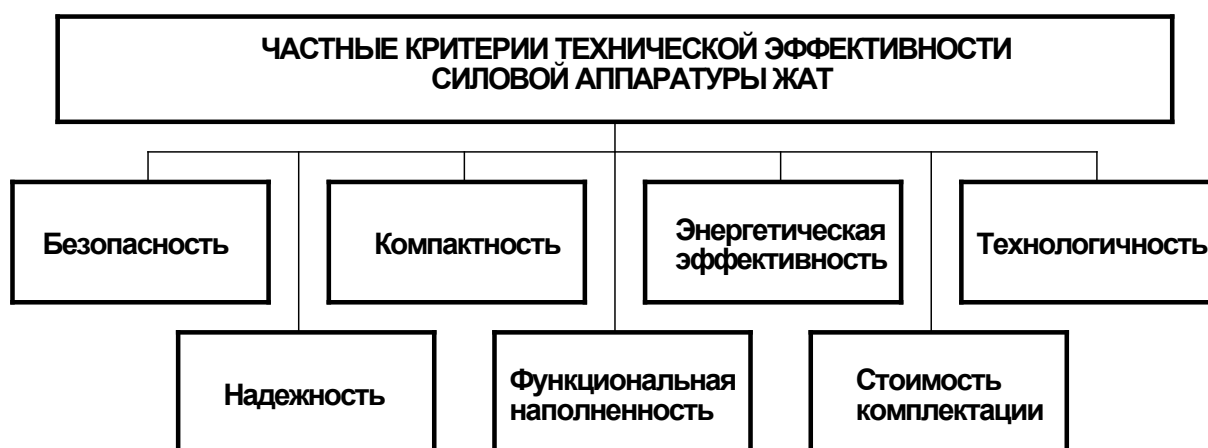 ЧАСТНЫЕ КРИТЕРИИ ТЕХНИЧЕСКОЙ ЭФФЕКТИВНОСТИ
СИЛОВОЙ АППАРАТУРЫ ЖАТ
Безопасность
Компактность
Энергетическая
эффективность
Технологичность
Надежность
Функциональная
наполненность
Стоимость
комплектации